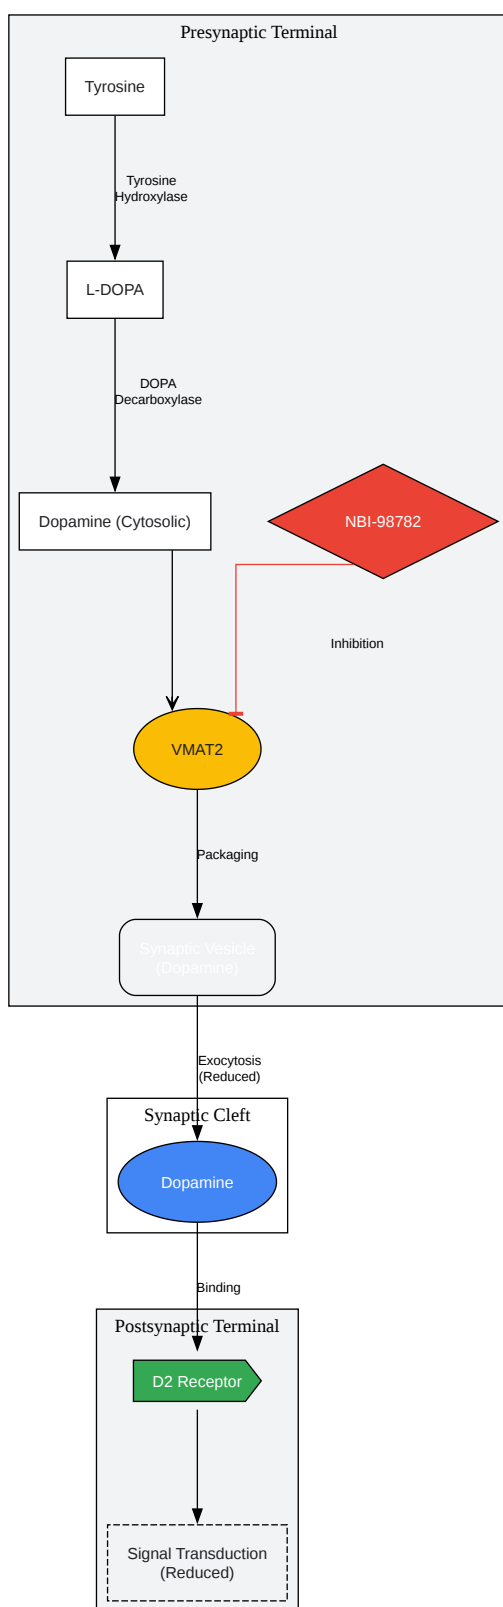 Presynaptic Terminal
Tyrosine
Tyrosine
Hydroxylase
L-DOPA
DOPA
Decarboxylase
Dopamine (Cytosolic)
NBI-98782
Inhibition
VMAT2
Packaging
Synaptic Vesicle
(Dopamine)
Exocytosis
(Reduced)
Synaptic Cleft
Dopamine
Binding
Postsynaptic Terminal
D2 Receptor
Signal Transduction
(Reduced)